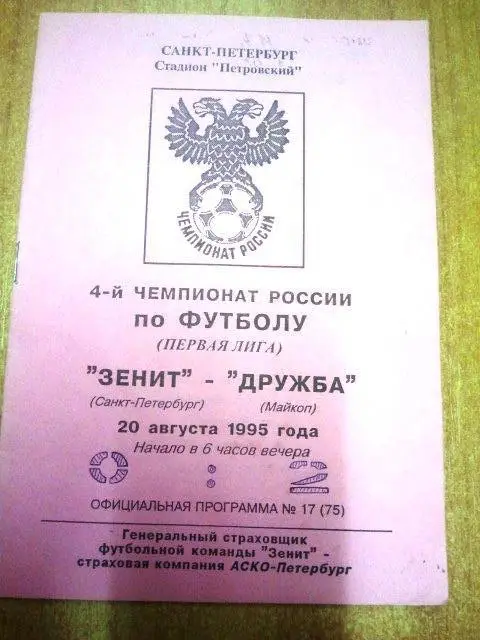 САНКТ-ПЕТЕРБУРГ
Стадион "Петровский"
ЧЕМПИОНАТ РОССИИ
4-й ЧЕМПИОНАТ РОССИИ
по ФУТБОЛУ
(ПЕРВАЯ ЛИГА)
"ЗЕНИТ" - "ДРУЖБА"
(Санкт-Петербург) (Майкоп)
20 августа 1995 года
Начало в 6 часов вечера
0 : 2
ОФИЦИАЛЬНАЯ ПРОГРАММА № 17 (75)
Генеральный страховщик
футбольной команды "Зенит" -
страховая компания АСКО-Петербург